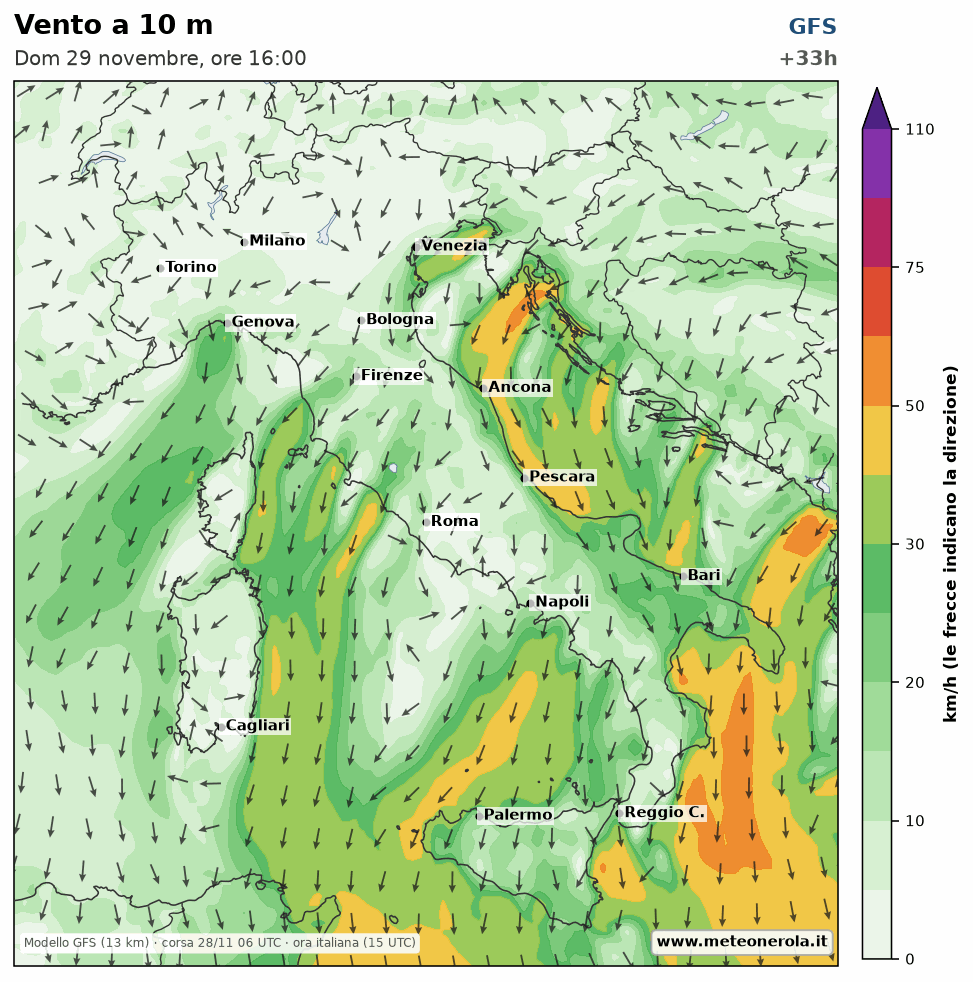 Vento a 10 m
GFS
Dom 29 novembre, ore 16:00
+33h
Milano
Venezia
Torino
Genova
Bologna
Firenze
Ancona
Pescara
Roma
Bari
Napoli
Cagliari
Palermo
Reggio C.
110
75
50
30
20
10
0
km/h (le frecce indicano la direzione)
Modello GFS (13 km) · corsa 28/11 06 UTC · ora italiana (15 UTC)
www.meteonerola.it